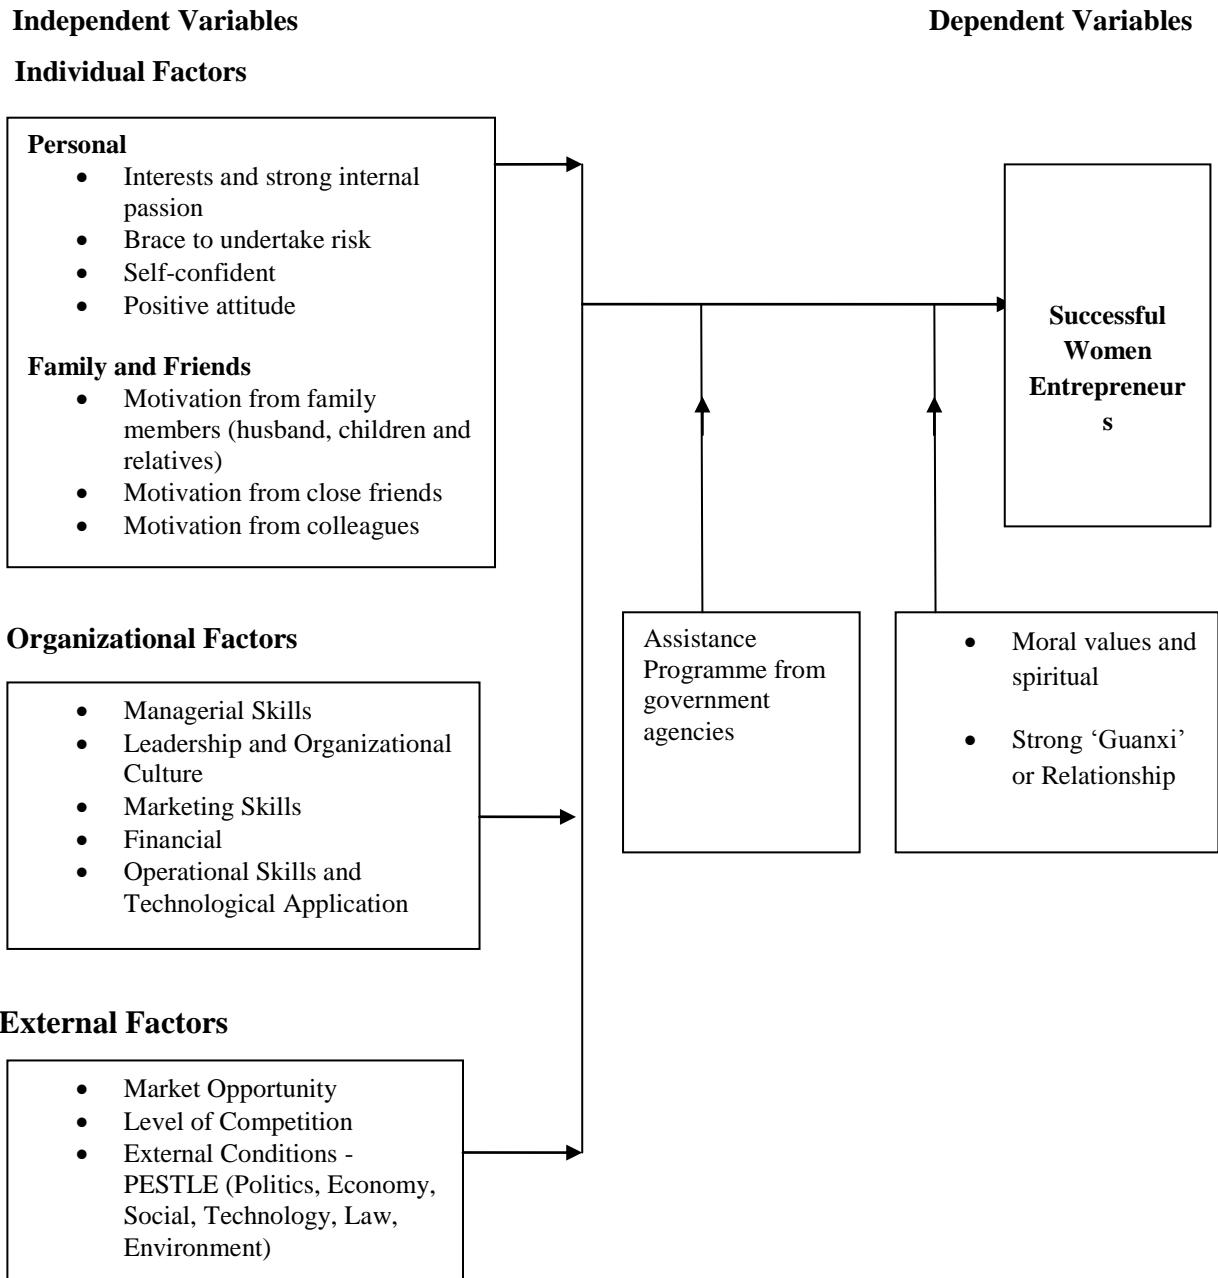 Independent Variables
Dependent Variables
Individual Factors
Personal
• Interests and strong internal
passion
• Brace to undertake risk
• Self-confident
• Positive attitude
Family and Friends
• Motivation from family
members (husband, children and
relatives)
• Motivation from close friends
• Motivation from colleagues
Successful
Women
Entrepreneur
s
Organizational Factors
• Managerial Skills
• Leadership and Organizational
Culture
• Marketing Skills
• Financial
• Operational Skills and
Technological Application
Assistance
Programme from
government
agencies
• Moral values and
spiritual
• Strong ‘Guanxi’
or Relationship
External Factors
• Market Opportunity
• Level of Competition
• External Conditions -
PESTLE (Politics, Economy,
Social, Technology, Law,
Environment)